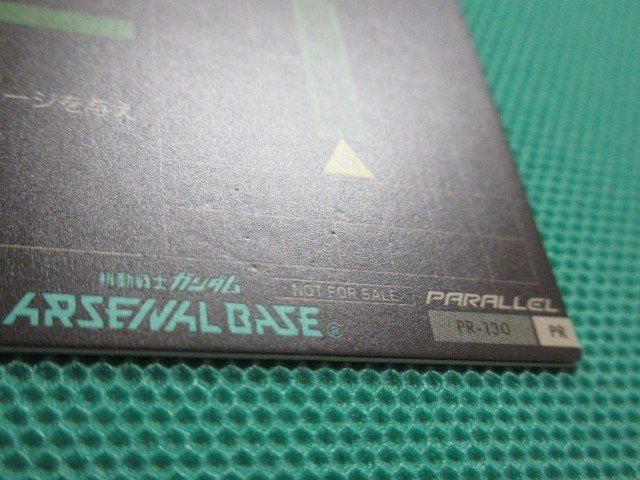 ージを与え
機動戦士ガンダム
ARSENAL BASE®
NOT FOR SALE
PARALLEL
PR-130
PR